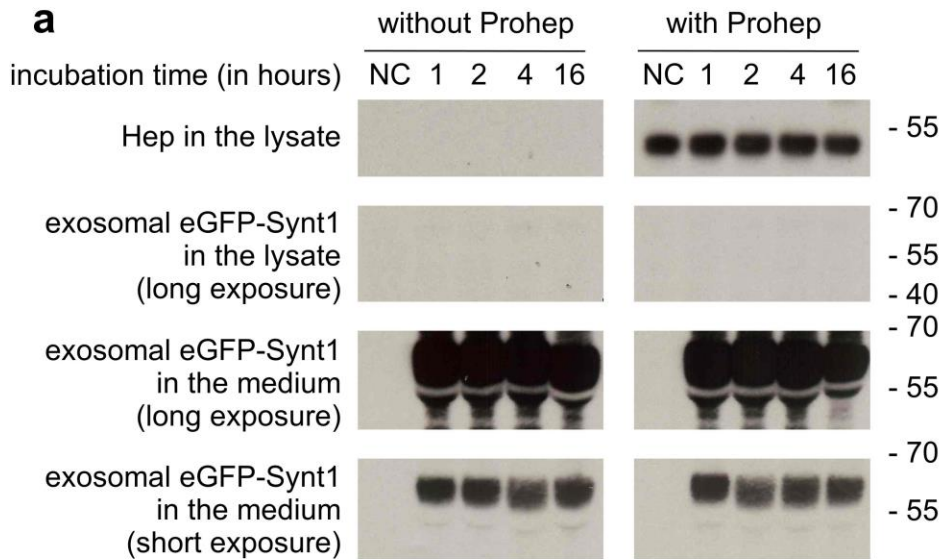 a
without Prohep with Prohep
incubation time (in hours) NC 1 2 4 16 NC 1 2 4 16
Hep in the lysate - 55
exosomal eGFP-Synt1 - 70
in the lysate - 55
(long exposure) - 40
exosomal eGFP-Synt1 - 70
in the medium - 55
(long exposure)
exosomal eGFP-Synt1 - 70
in the medium - 55
(short exposure)